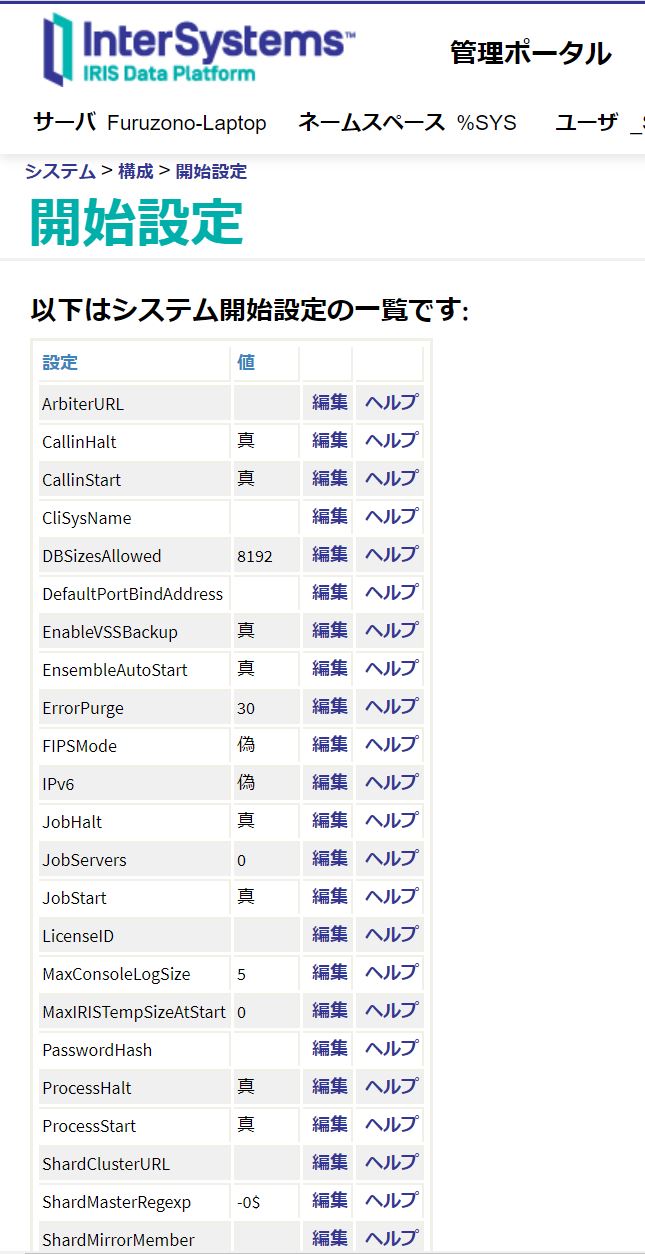 InterSystems™
IRIS Data Platform
管理ポータル
サーバ Furuzono-Laptop ネームスペース %SYS ユーザ _S
システム > 構成 > 開始設定
開始設定
以下はシステム開始設定の一覧です:
設定 値
ArbiterURL 編集 ヘルプ
CallinHalt 真 編集 ヘルプ
CallinStart 真 編集 ヘルプ
CliSysName 編集 ヘルプ
DBSizesAllowed 8192 編集 ヘルプ
DefaultPortBindAddress 編集 ヘルプ
EnableVSSBackup 真 編集 ヘルプ
EnsembleAutoStart 真 編集 ヘルプ
ErrorPurge 30 編集 ヘルプ
FIPSMode 偽 編集 ヘルプ
IPv6 偽 編集 ヘルプ
JobHalt 真 編集 ヘルプ
JobServers 0 編集 ヘルプ
JobStart 真 編集 ヘルプ
LicenseID 編集 ヘルプ
MaxConsoleLogSize 5 編集 ヘルプ
MaxIRISTempSizeAtStart 0 編集 ヘルプ
PasswordHash 編集 ヘルプ
ProcessHalt 真 編集 ヘルプ
ProcessStart 真 編集 ヘルプ
ShardClusterURL 編集 ヘルプ
ShardMasterRegexp -0$ 編集 ヘルプ
ShardMirrorMember 編集 ヘルプ